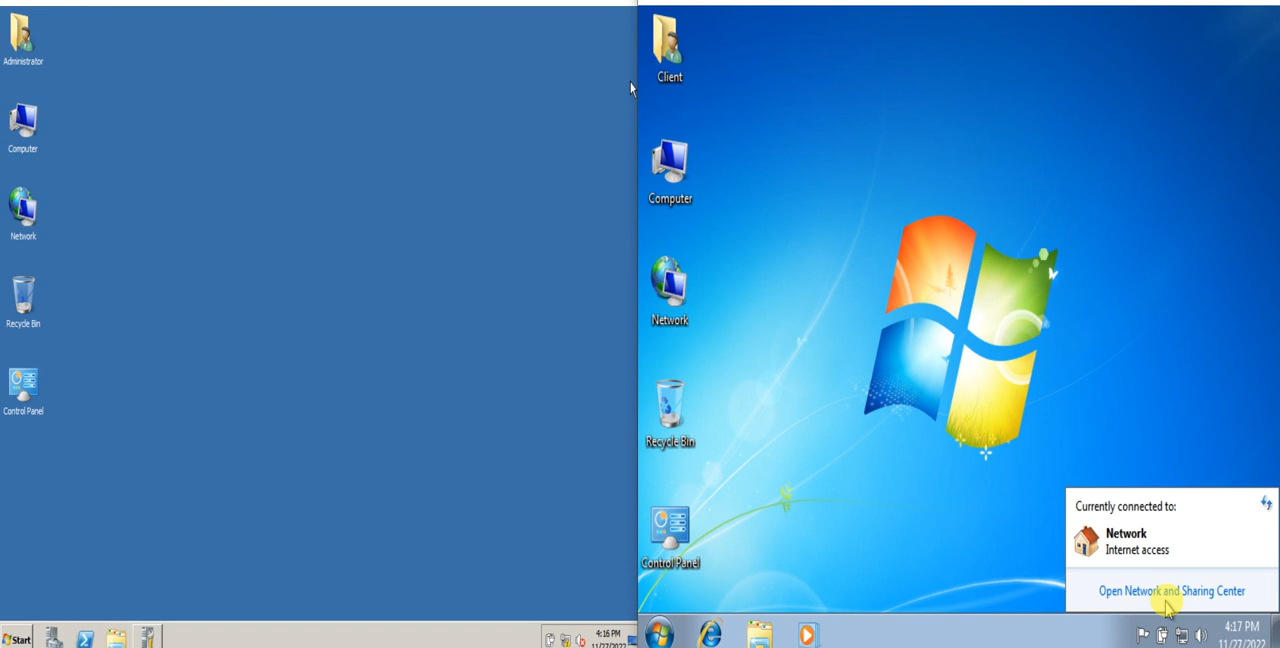 Administrator
Computer
Network
Recycle Bin
Control Panel
Start
4:16 PM
11/27/2022
Client
Computer
Network
Recycle Bin
Control Panel
Currently connected to:
Network
Internet access
Open Network and Sharing Center
4:17 PM
11/27/2022